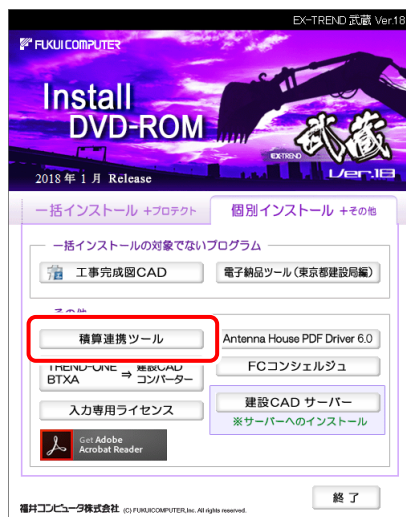 EX-TREND 武蔵 Ver.18
FUKUI COMPUTER
Install
DVD-ROM
EX-TREND
武蔵
Ver.18
2018 年 1 月 Release
一括インストール +プロテクト
個別インストール +その他
一括インストールの対象でないプログラム
工事完成図CAD
電子納品ツール(東京都建設局編)
その他
積算連携ツール
Antenna House PDF Driver 6.0
TREND-ONE ⇒ 建設CAD
BTXA コンバーター
FCコンシェルジュ
入力専用ライセンス
建設CAD サーバー
※サーバーへのインストール
Get Adobe
Acrobat Reader
終 了
福井コンピュータ株式会社 (C) FUKUICOMPUTER,Inc. All rights reserved.